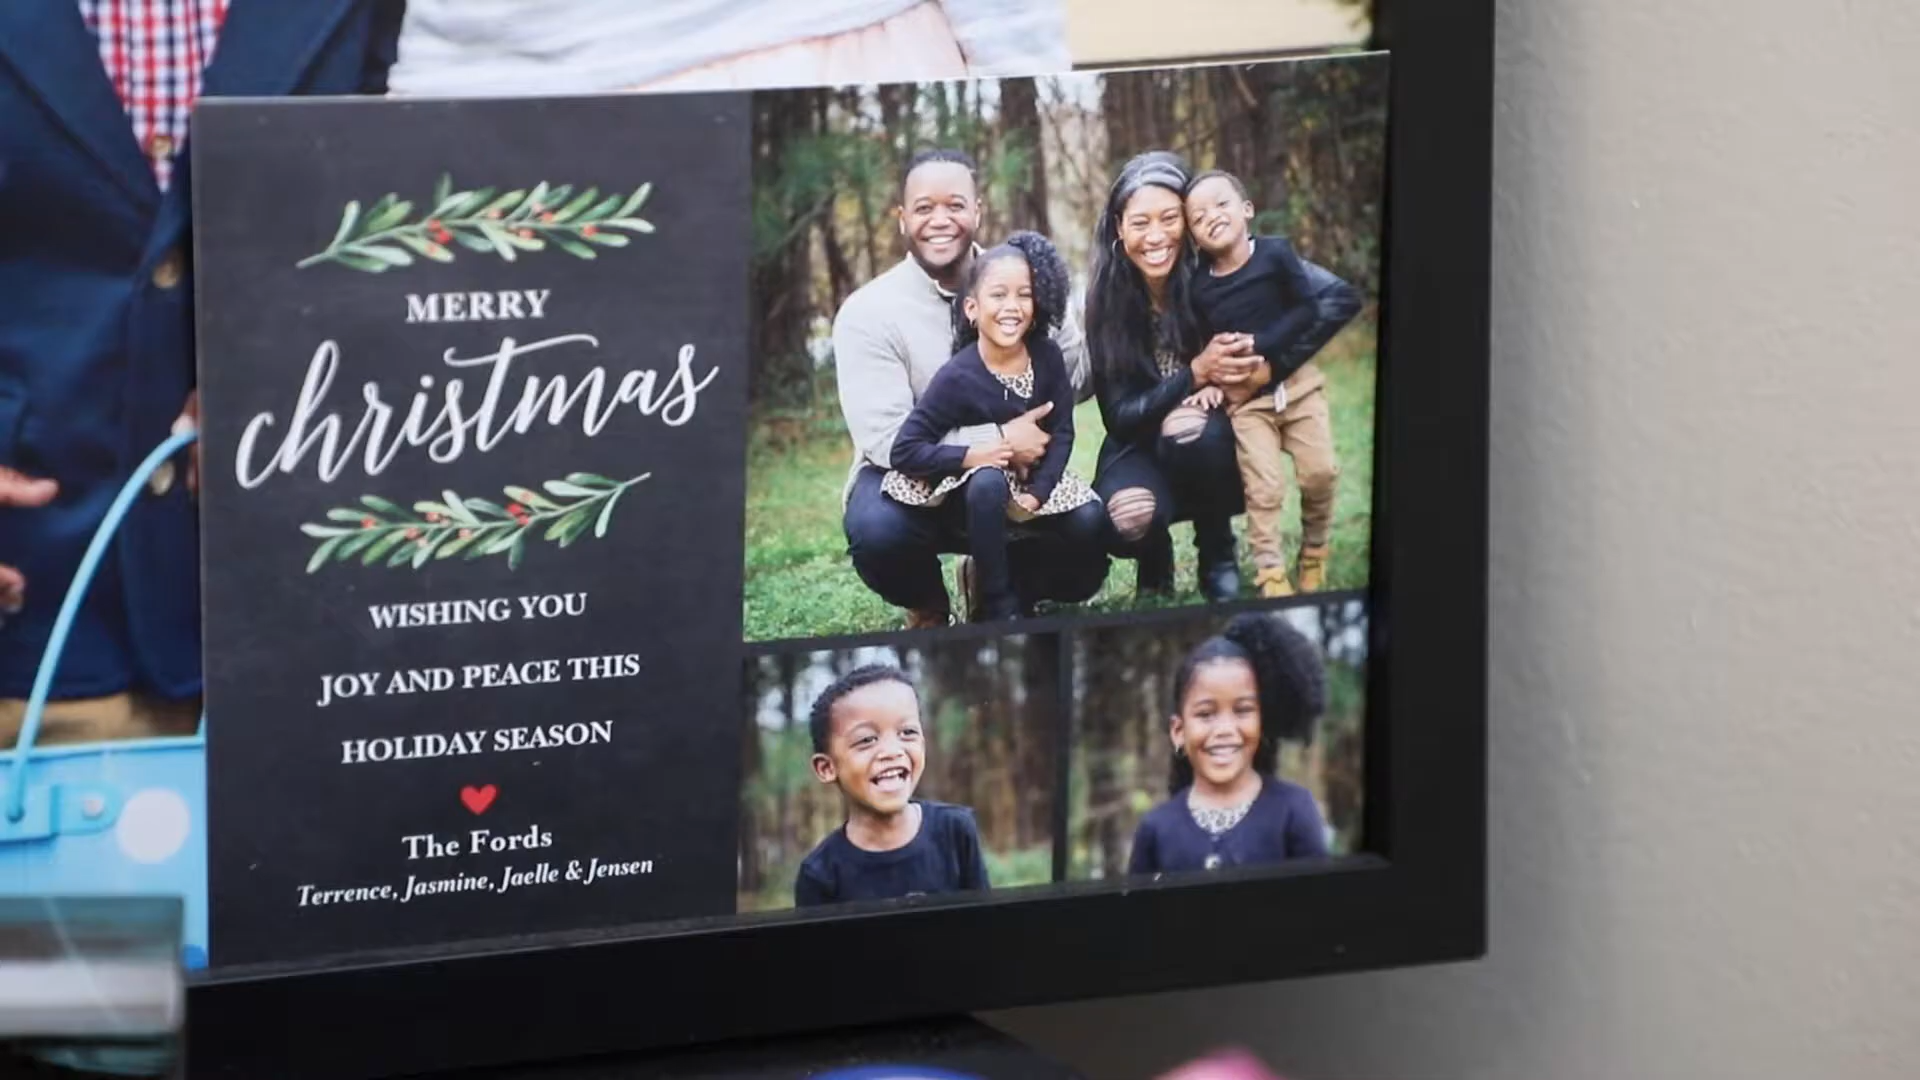 MERRY
christmas
WISHING YOU
JOY AND PEACE THIS
HOLIDAY SEASON
The Fords
Terrence, Jasmine, Jaelle & Jensen